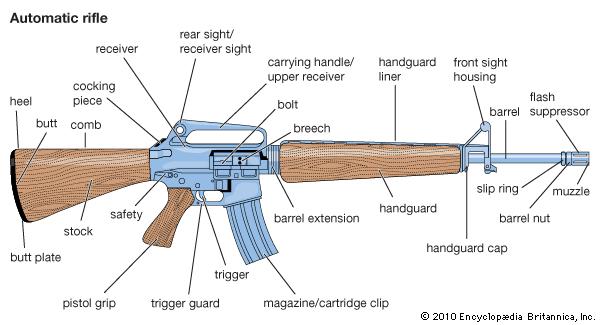 Automatic rifle
rear sight/
receiver sight
receiver
carrying handle/
upper receiver
handguard
liner
front sight
housing
cocking
piece
bolt
flash
suppressor
heel
butt
comb
breech
barrel
safety
barrel extension
handguard
slip ring
muzzle
stock
barrel nut
handguard cap
butt plate
trigger
pistol grip
trigger guard
magazine/cartridge clip
© 2010 Encyclopædia Britannica, Inc.